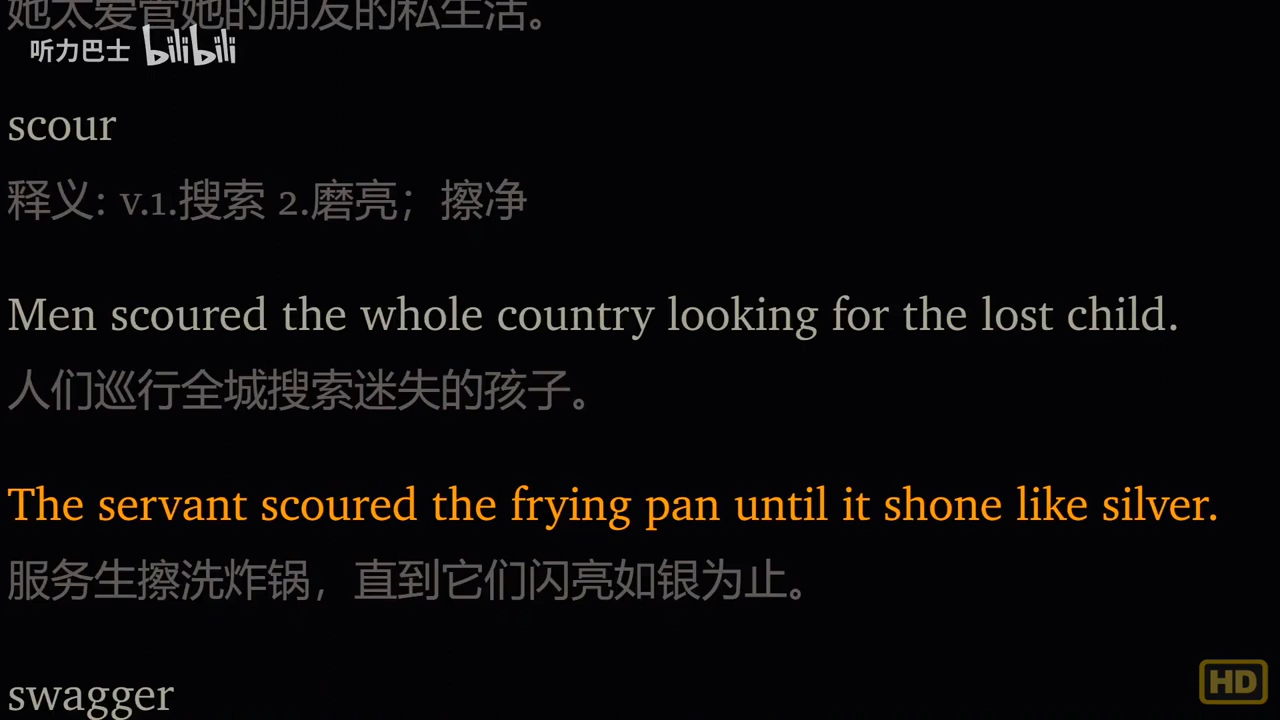 她太爱管她的朋友的私生活。
听力巴士 bilibili
scour
释义: v.1.搜索 2.磨亮；擦净
Men scoured the whole country looking for the lost child.
人们巡行全城搜索迷失的孩子。
The servant scoured the frying pan until it shone like silver.
服务生擦洗炸锅，直到它们闪亮如银为止。
swagger
HD